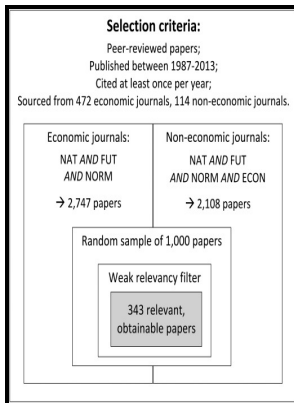 Selection criteria:
Peer-reviewed papers;
Published between 1987-2013;
Cited at least once per year;
Sourced from 472 economic journals, 114 non-economic journals.
Economic journals:
NAT AND FUT
AND NORM
→ 2,747 papers
Non-economic journals:
NAT AND FUT
AND NORM AND ECON
→ 2,108 papers
Random sample of 1,000 papers
Weak relevancy filter
343 relevant,
obtainable papers